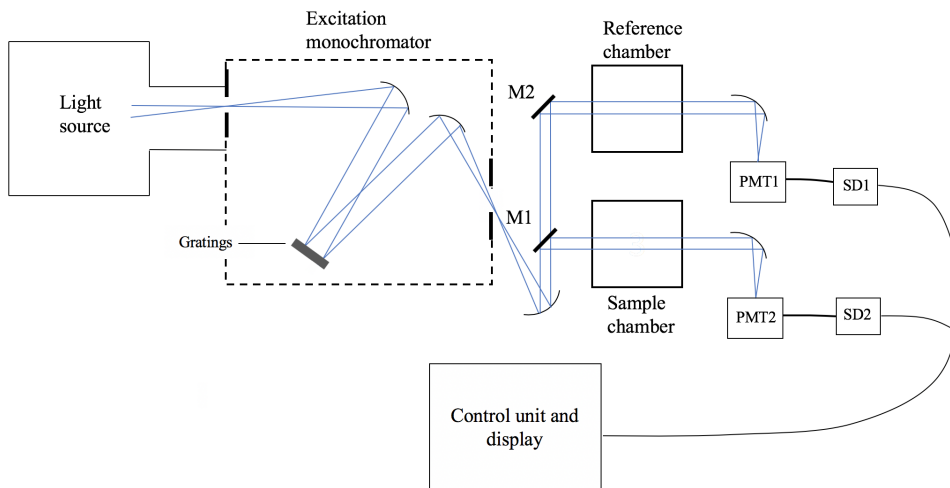 Excitation
monochromator
Reference
chamber
Light
source
M2
PMT1
SD1
M1
Gratings
Sample
chamber
PMT2
SD2
Control unit and
display